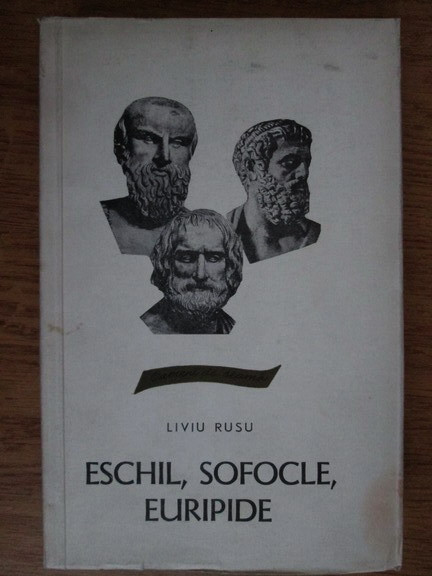 LIVIU RUSU
ESCHIL, SOFOCLE,
EURIPIDE